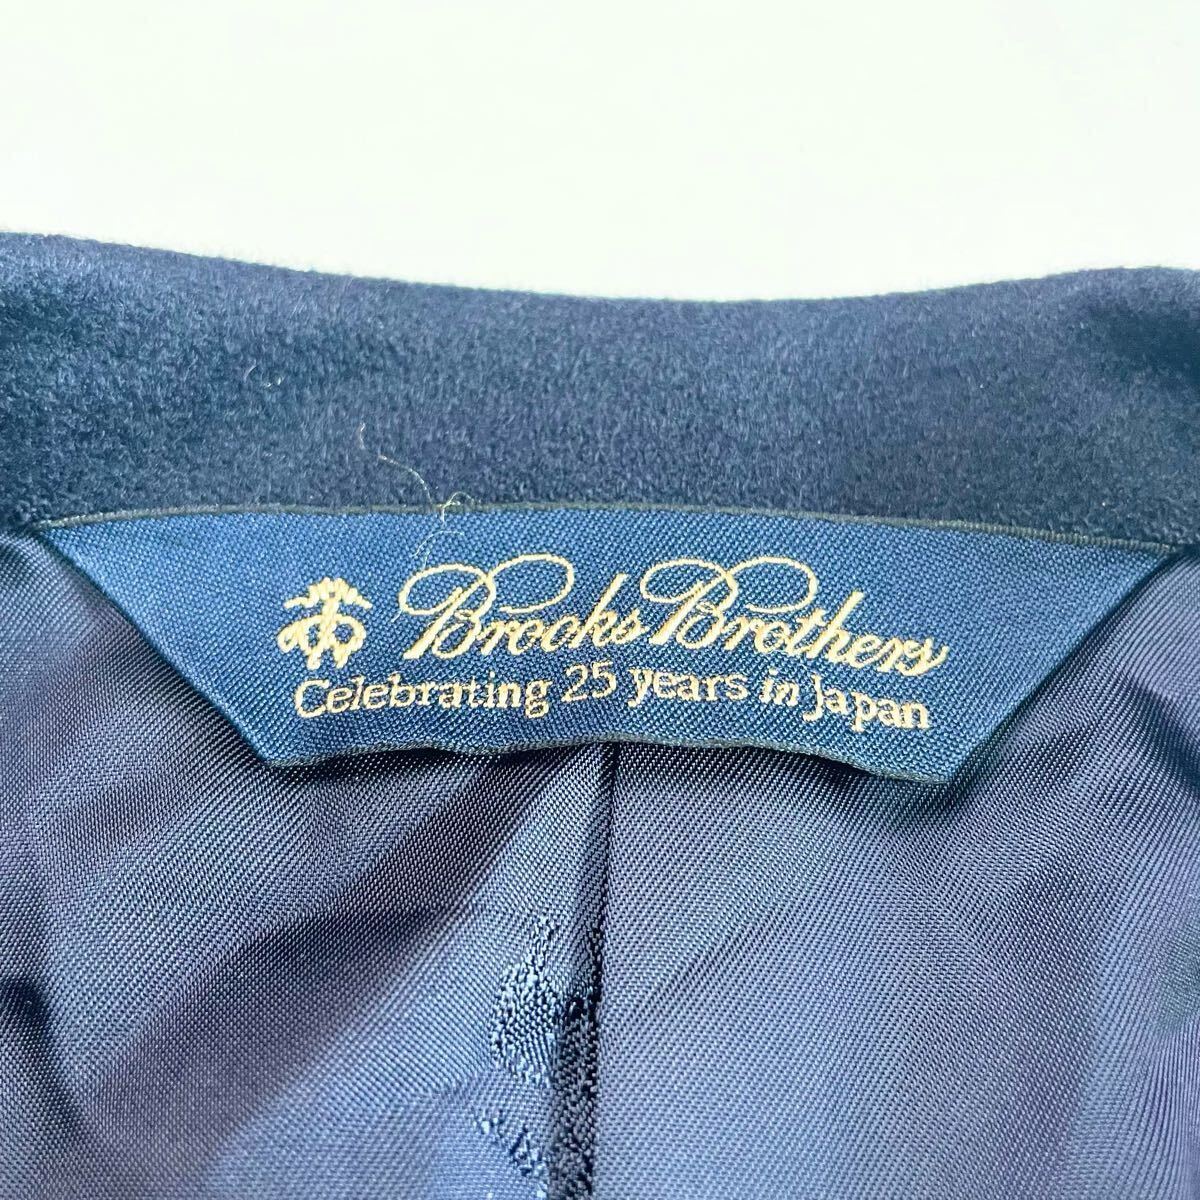 Brooks Brothers
Celebrating 25 years in Japan